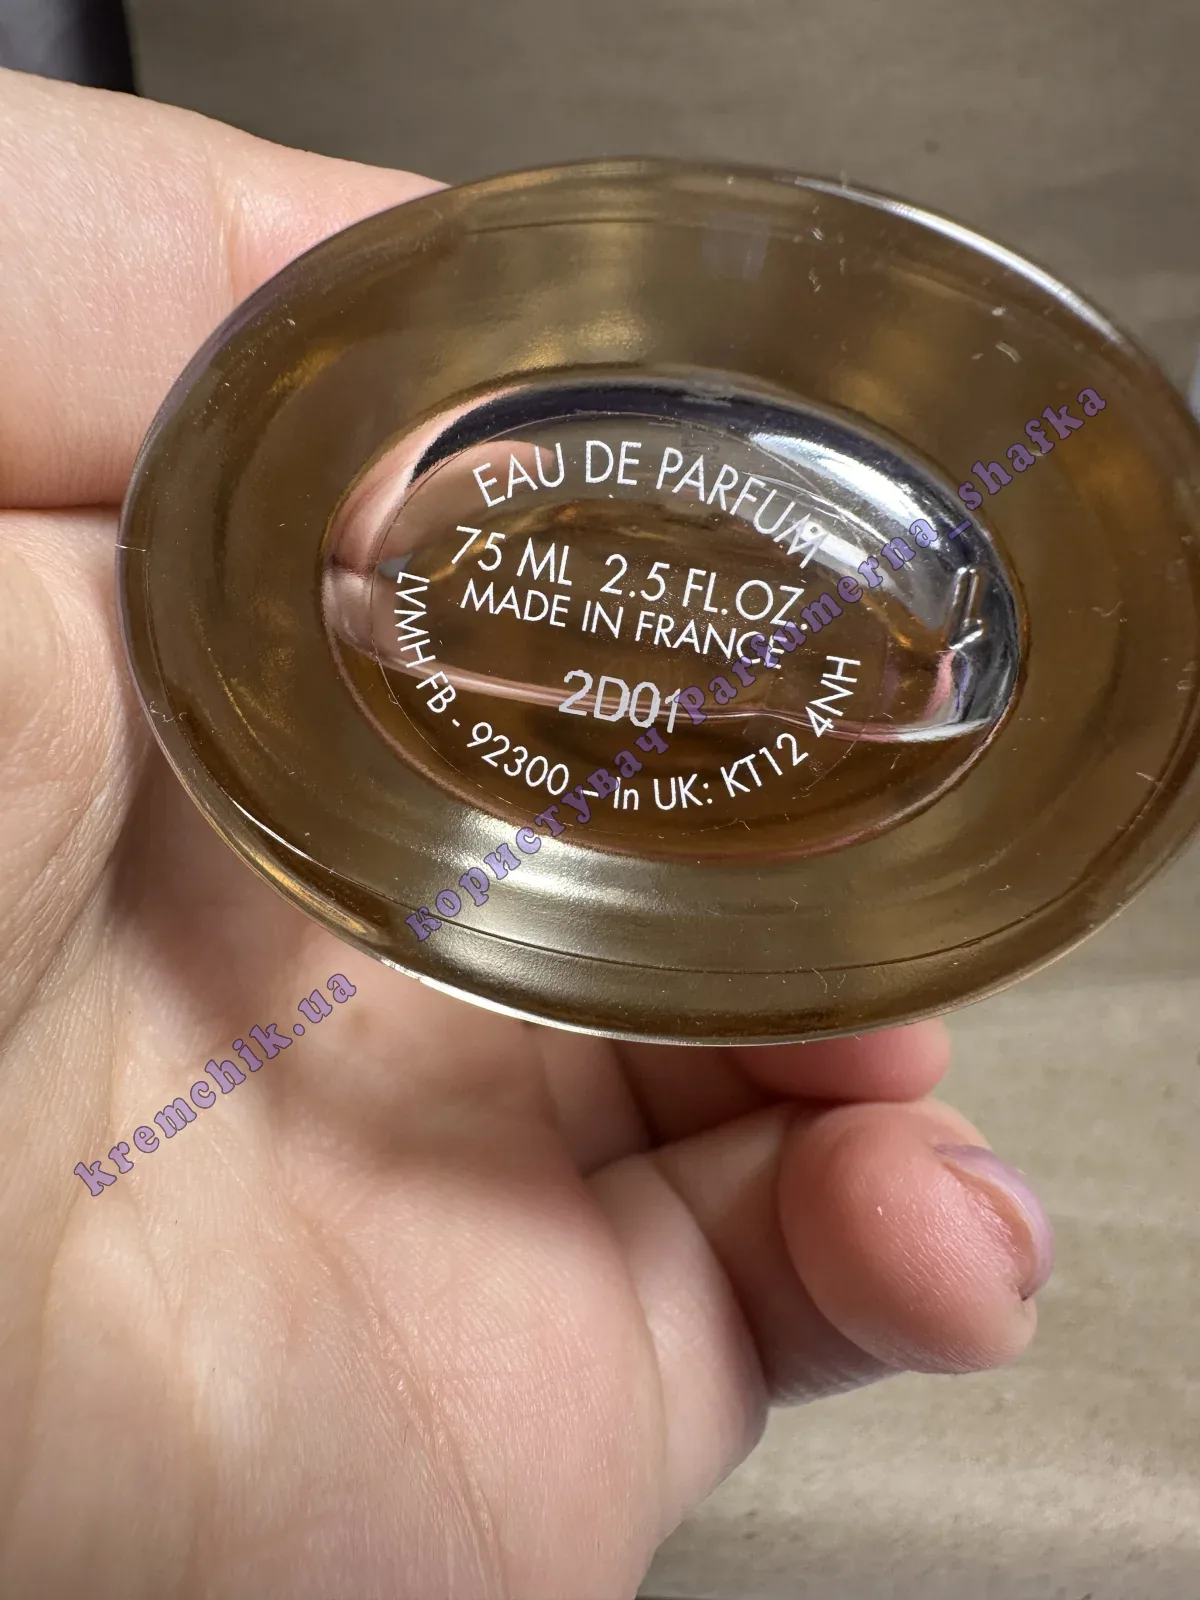 EAU DE PARFUM
75 ML 2.5 FL.OZ.
MADE IN FRANCE
2D01
LVMH FB - 92300 - In UK: KT12 4NH
користувач Parfumerna_shafka
kremchik.ua